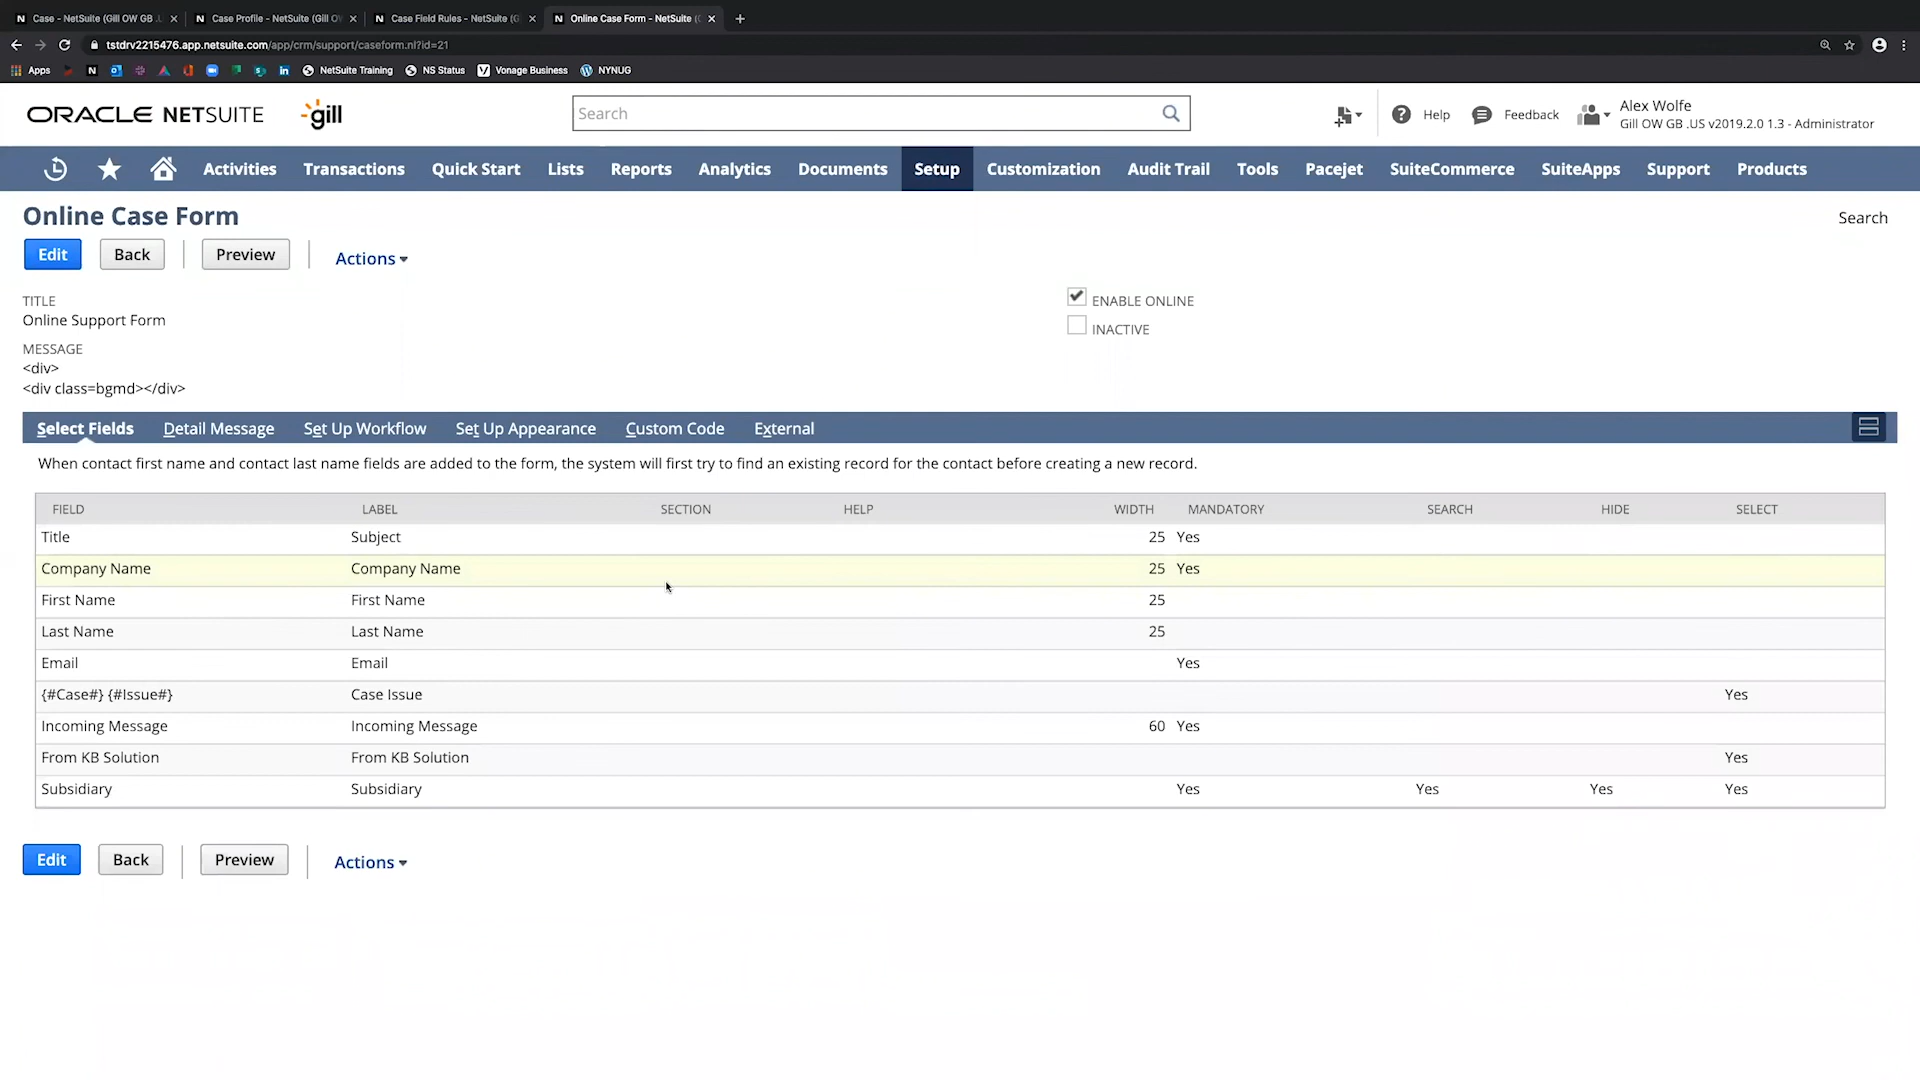 Case - NetSuite (Gill OW GB .
Case Profile - NetSuite (Gill O
Case Field Rules - NetSuite (G
Online Case Form - NetSuite (
tstdrv2215476.app.netsuite.com/app/crm/support/caseform.nl?id=21
Apps
NetSuite Training
NS Status
Vonage Business
NYNUG
ORACLE NETSUITE
gill
Search
Help
Feedback
Alex Wolfe
Gill OW GB .US v2019.2.0 1.3 - Administrator
Activities Transactions Quick Start Lists Reports Analytics Documents Setup Customization Audit Trail Tools Pacejet SuiteCommerce SuiteApps Support Products
Online Case Form
Search
Edit Back Preview Actions
TITLE
Online Support Form
ENABLE ONLINE
INACTIVE
MESSAGE
<div>
<div class=bgmd></div>
Select Fields Detail Message Set Up Workflow Set Up Appearance Custom Code External
When contact first name and contact last name fields are added to the form, the system will first try to find an existing record for the contact before creating a new record.
FIELD LABEL SECTION HELP WIDTH MANDATORY SEARCH HIDE SELECT
Title Subject 25 Yes
Company Name Company Name 25 Yes
First Name First Name 25
Last Name Last Name 25
Email Email Yes
{#Case#} {#Issue#} Case Issue Yes
Incoming Message Incoming Message 60 Yes
From KB Solution From KB Solution Yes
Subsidiary Subsidiary Yes Yes Yes Yes
Edit Back Preview Actions